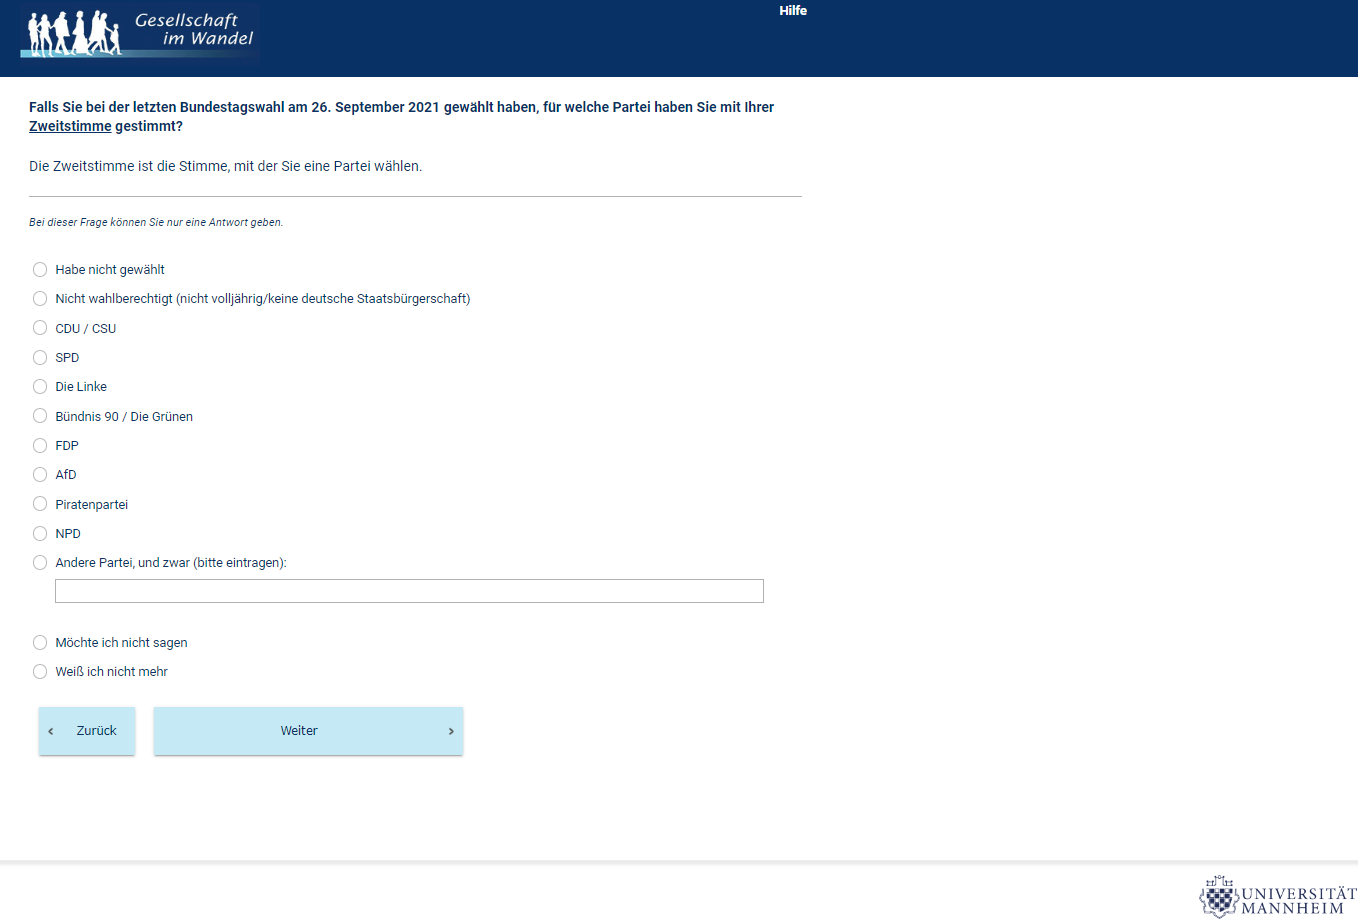 Gesellschaft
im Wandel
Hilfe
Falls Sie bei der letzten Bundestagswahl am 26. September 2021 gewählt haben, für welche Partei haben Sie mit Ihrer
Zweitstimme gestimmt?
Die Zweitstimme ist die Stimme, mit der Sie eine Partei wählen.
Bei dieser Frage können Sie nur eine Antwort geben.
Habe nicht gewählt
Nicht wahlberechtigt (nicht volljährig/keine deutsche Staatsbürgerschaft)
CDU / CSU
SPD
Die Linke
Bündnis 90 / Die Grünen
FDP
AfD
Piratenpartei
NPD
Andere Partei, und zwar (bitte eintragen):
Möchte ich nicht sagen
Weiß ich nicht mehr
‹ Zurück
Weiter ›
UNIVERSITÄT
MANNHEIM